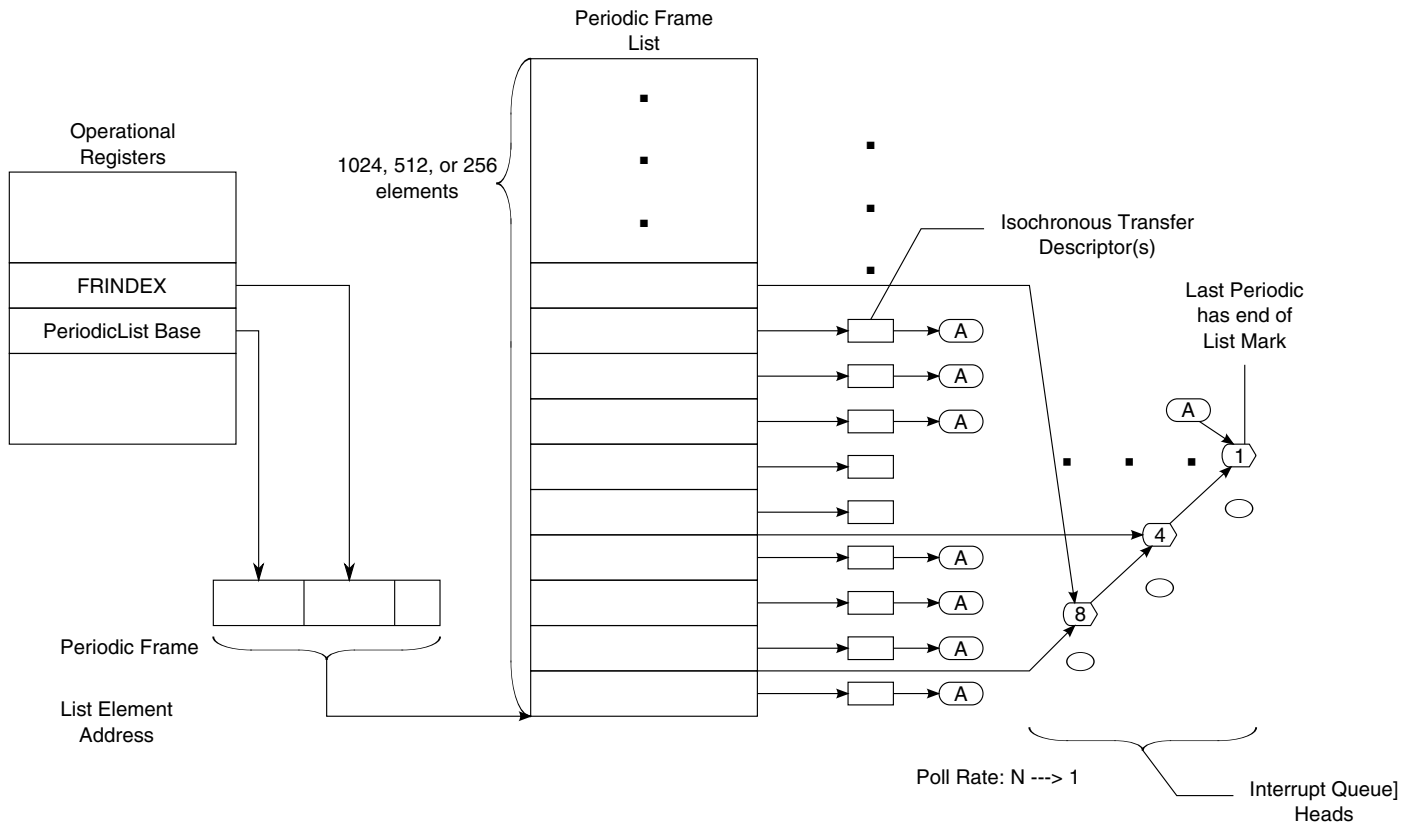 Periodic Frame
List
Operational
Registers
1024, 512, or 256
elements
FRINDEX
PeriodicList Base
Isochronous Transfer
Descriptor(s)
Last Periodic
has end of
List Mark
A
A
A
A
1
4
A
A
8
A
A
Periodic Frame
List Element
Address
Poll Rate: N ---> 1
Interrupt Queue]
Heads